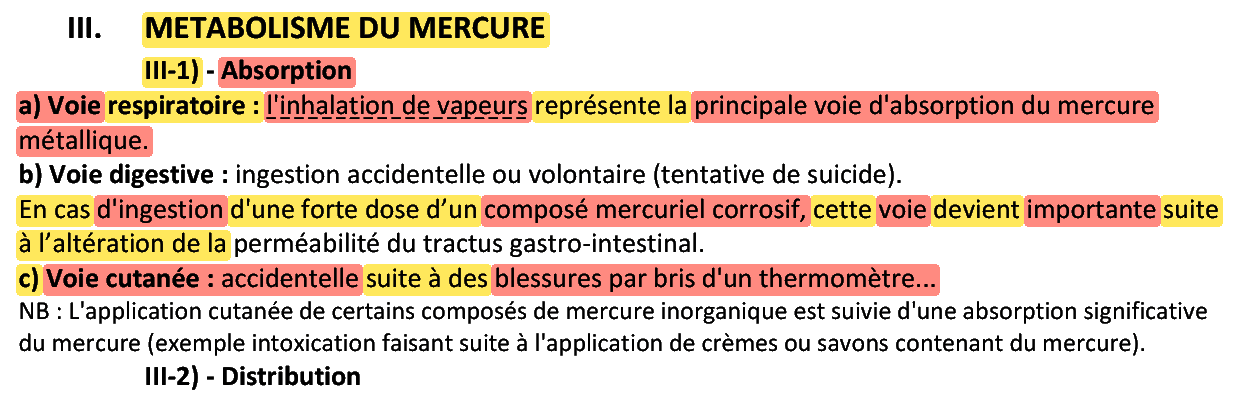 III. METABOLISME DU MERCURE
III-1) - Absorption
a) Voie respiratoire : l'inhalation de vapeurs représente la principale voie d'absorption du mercure
métallique.
b) Voie digestive : ingestion accidentelle ou volontaire (tentative de suicide).
En cas d'ingestion d'une forte dose d’un composé mercuriel corrosif, cette voie devient importante suite
à l’altération de la perméabilité du tractus gastro-intestinal.
c) Voie cutanée : accidentelle suite à des blessures par bris d'un thermomètre...
NB : L'application cutanée de certains composés de mercure inorganique est suivie d'une absorption significative
du mercure (exemple intoxication faisant suite à l'application de crèmes ou savons contenant du mercure).
III-2) - Distribution